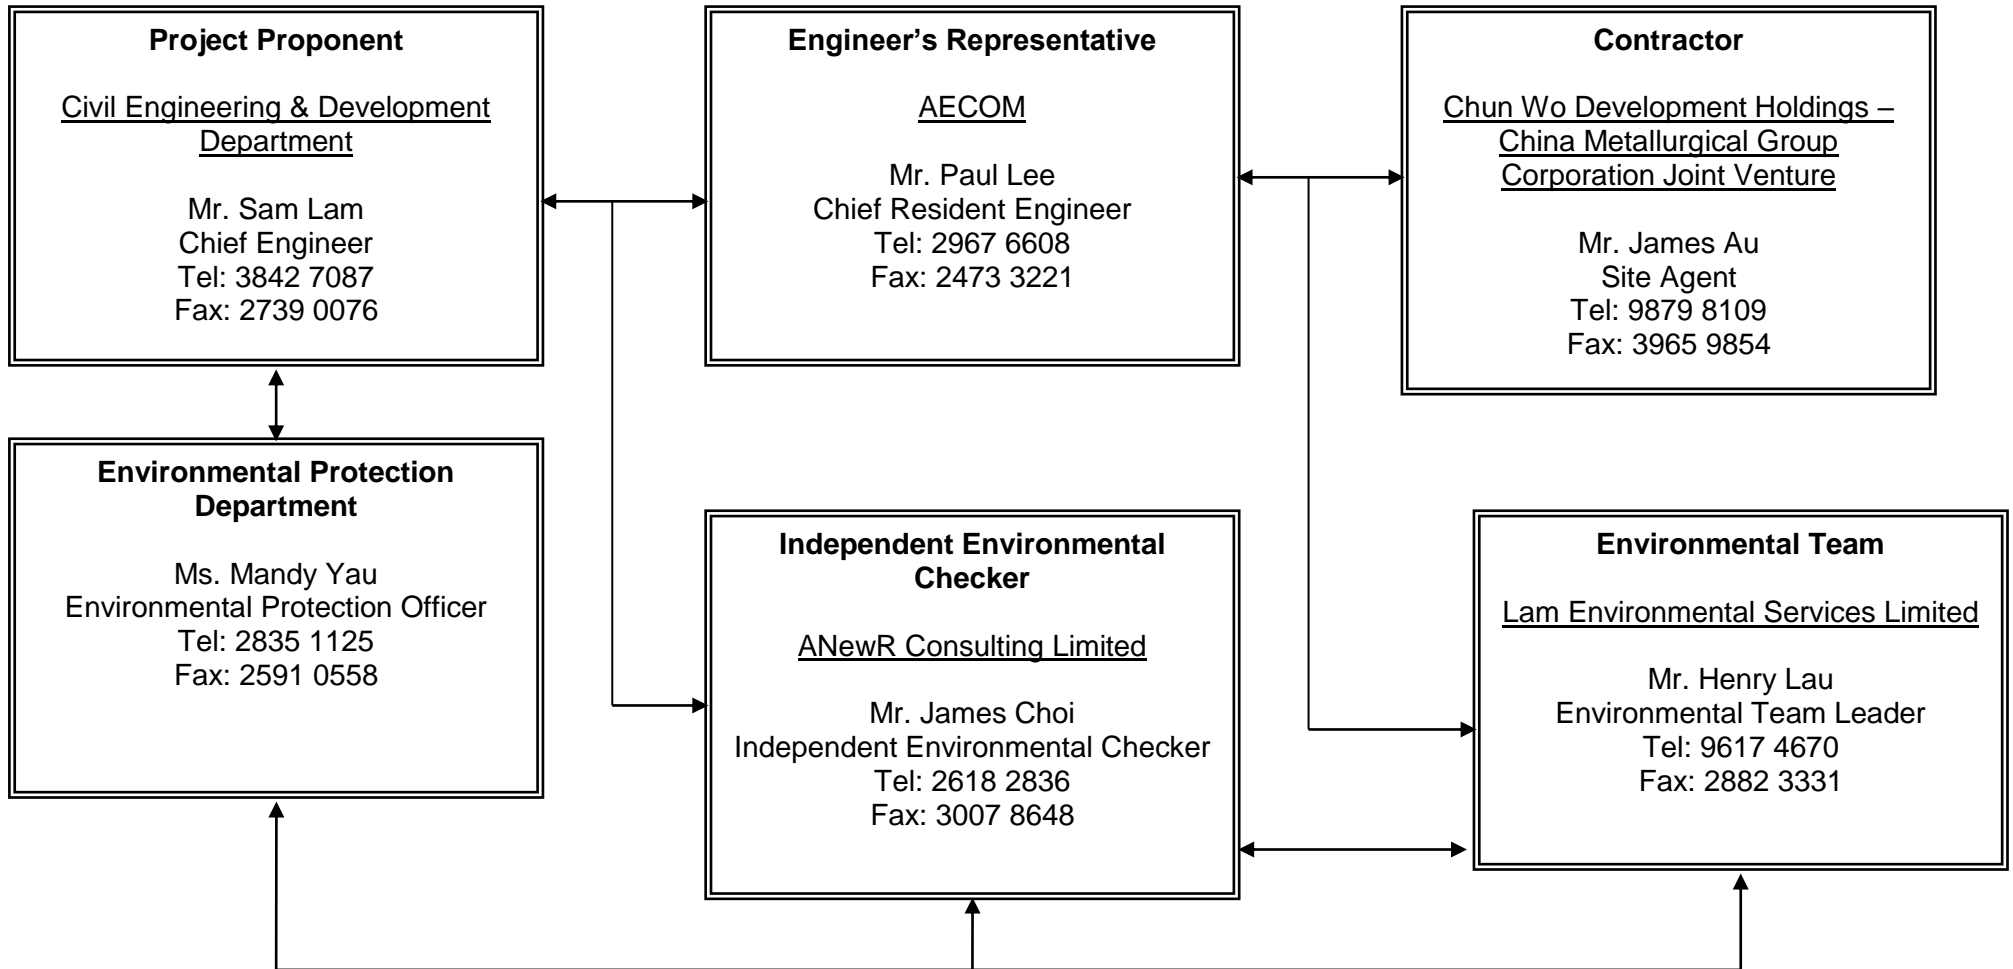 Project Proponent
Civil Engineering & Development
Department
Mr. Sam Lam
Chief Engineer
Tel: 3842 7087
Fax: 2739 0076
Engineer’s Representative
AECOM
Mr. Paul Lee
Chief Resident Engineer
Tel: 2967 6608
Fax: 2473 3221
Contractor
Chun Wo Development Holdings –
China Metallurgical Group
Corporation Joint Venture
Mr. James Au
Site Agent
Tel: 9879 8109
Fax: 3965 9854
Environmental Protection
Department
Ms. Mandy Yau
Environmental Protection Officer
Tel: 2835 1125
Fax: 2591 0558
Independent Environmental
Checker
ANewR Consulting Limited
Mr. James Choi
Independent Environmental Checker
Tel: 2618 2836
Fax: 3007 8648
Environmental Team
Lam Environmental Services Limited
Mr. Henry Lau
Environmental Team Leader
Tel: 9617 4670
Fax: 2882 3331